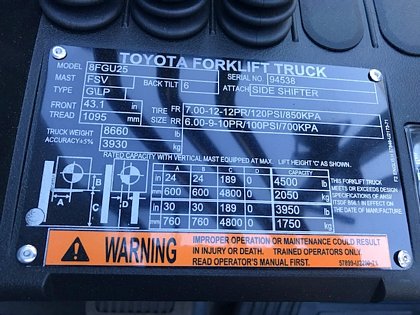 TOYOTA FORKLIFT TRUCK
MODEL 8FGU25 SERIAL NO. 94538
MAST FSV BACK TILT 6 ATTACH SIDE SHIFTER
TYPE G/LP
FRONT TREAD 43.1 in TIRE SIZE FR 7.00-12-12PR/120PSI/850KPA
1095 mm RR 6.00-9-10PR/100PSI/700KPA
TRUCK WEIGHT 8660 lb
ACCURACY±5% 3930 kg
RATED CAPACITY WITH VERTICAL MAST EQUIPPED AT MAX. LIFT HEIGHT "C" AS SHOWN.
A B C D CAPACITY
in 24 24 189 0 4500 lb
mm 600 600 4800 0 2050 kg
in 30 30 189 0 3950 lb
mm 760 760 4800 0 1750 kg
THIS FORKLIFT TRUCK
MEETS OR EXCEEDS DESIGN
SPECIFICATIONS OF ANSI/
ITSDF B56.1 ON THE DATE
OF MANUFACTURE
WARNING
IMPROPER OPERATION OR MAINTENANCE COULD RESULT
IN INJURY OR DEATH. TRAINED OPERATORS ONLY.
READ OPERATOR'S MANUAL FIRST.